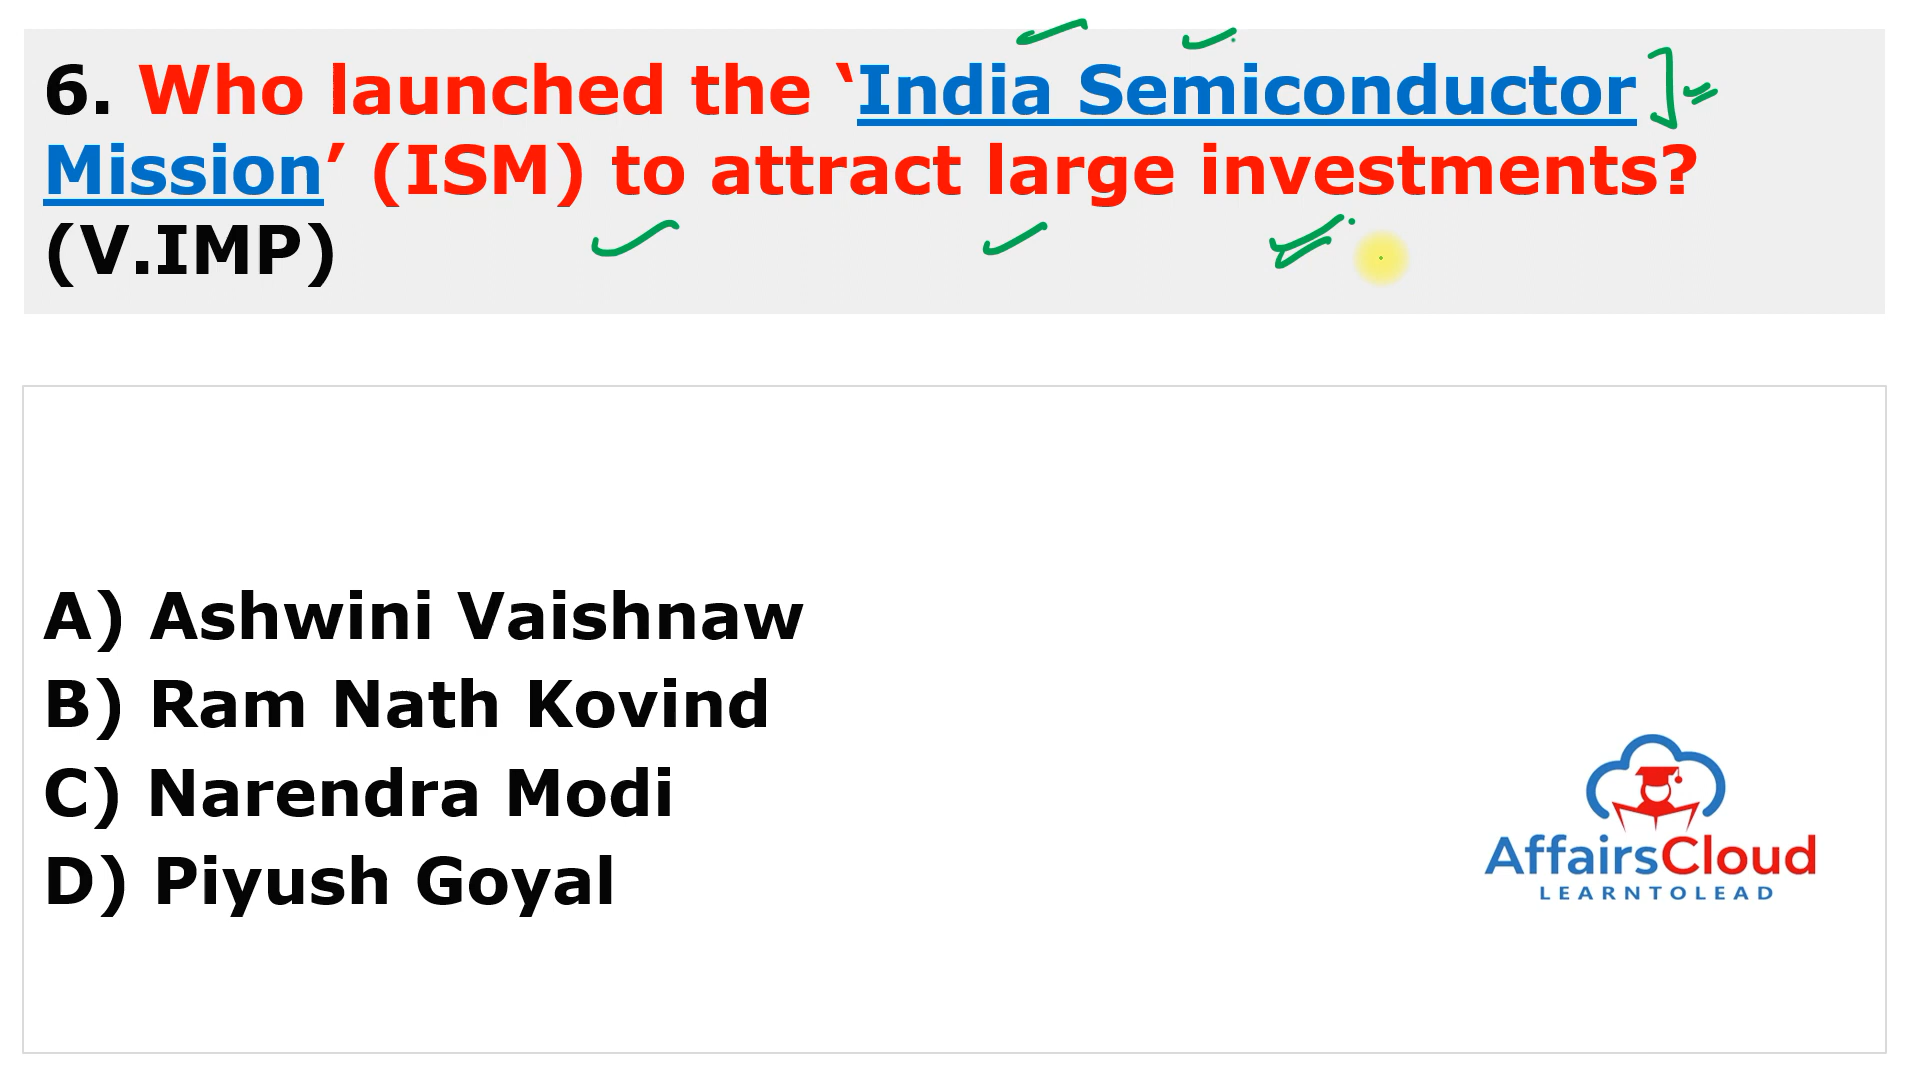 6. Who launched the ‘India Semiconductor
Mission’ (ISM) to attract large investments?
(V.IMP)
A) Ashwini Vaishnaw
B) Ram Nath Kovind
C) Narendra Modi
D) Piyush Goyal
AffairsCloud
LEARNTOLEAD